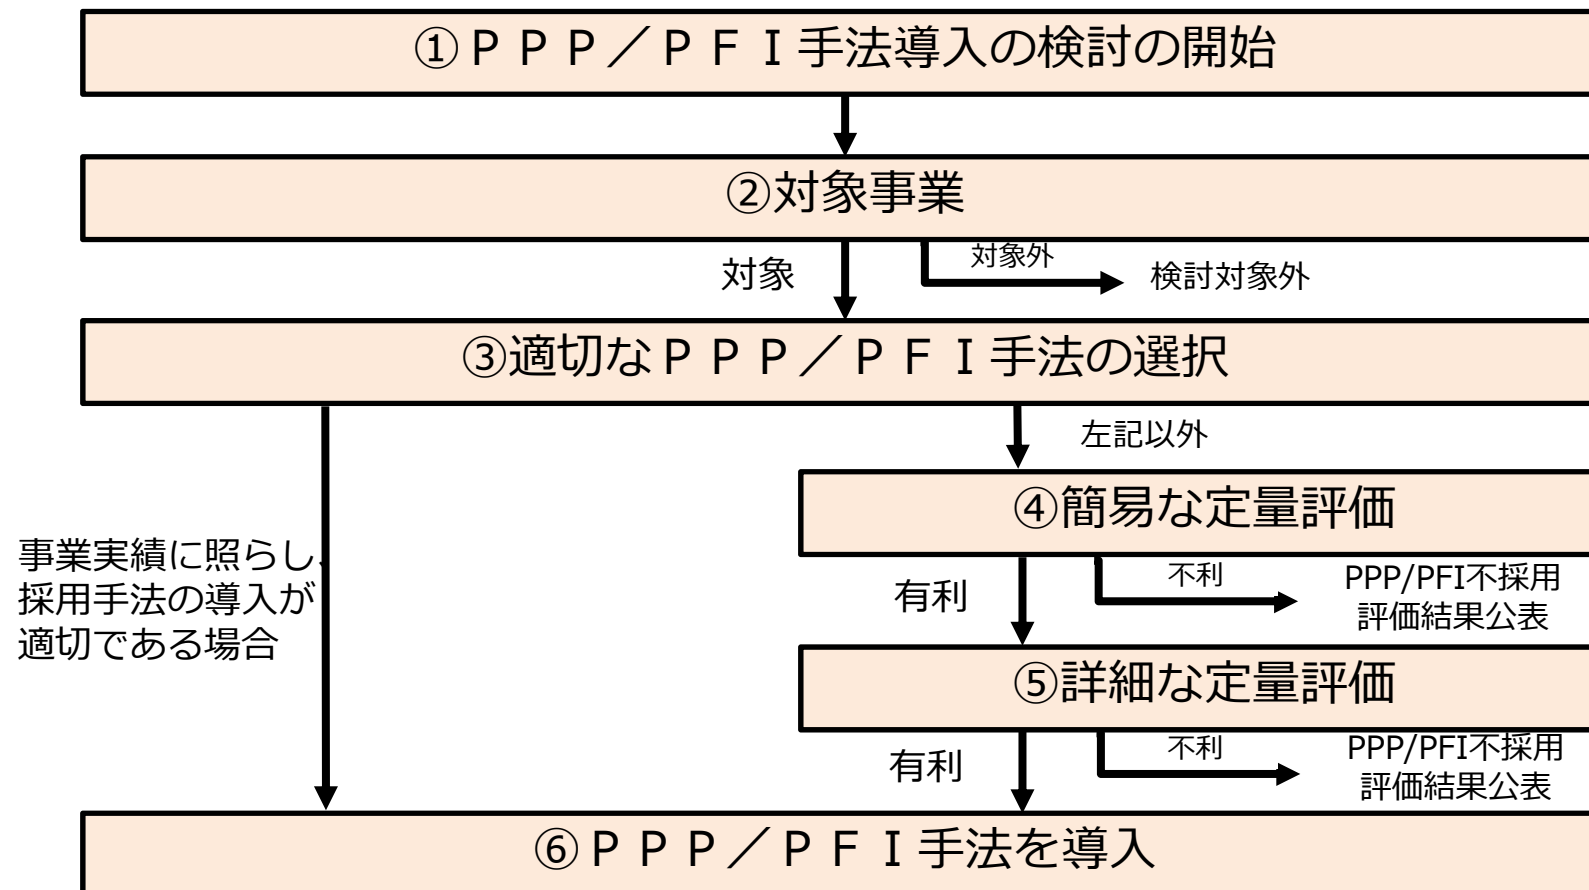 ①ＰＰＰ／ＰＦＩ手法導入の検討の開始
②対象事業
対象
対象外
検討対象外
③適切なＰＰＰ／ＰＦＩ手法の選択
左記以外
事業実績に照らし、
採用手法の導入が
適切である場合
④簡易な定量評価
有利
不利
PPP/PFI不採用
評価結果公表
⑤詳細な定量評価
有利
不利
PPP/PFI不採用
評価結果公表
⑥ＰＰＰ／ＰＦＩ手法を導入